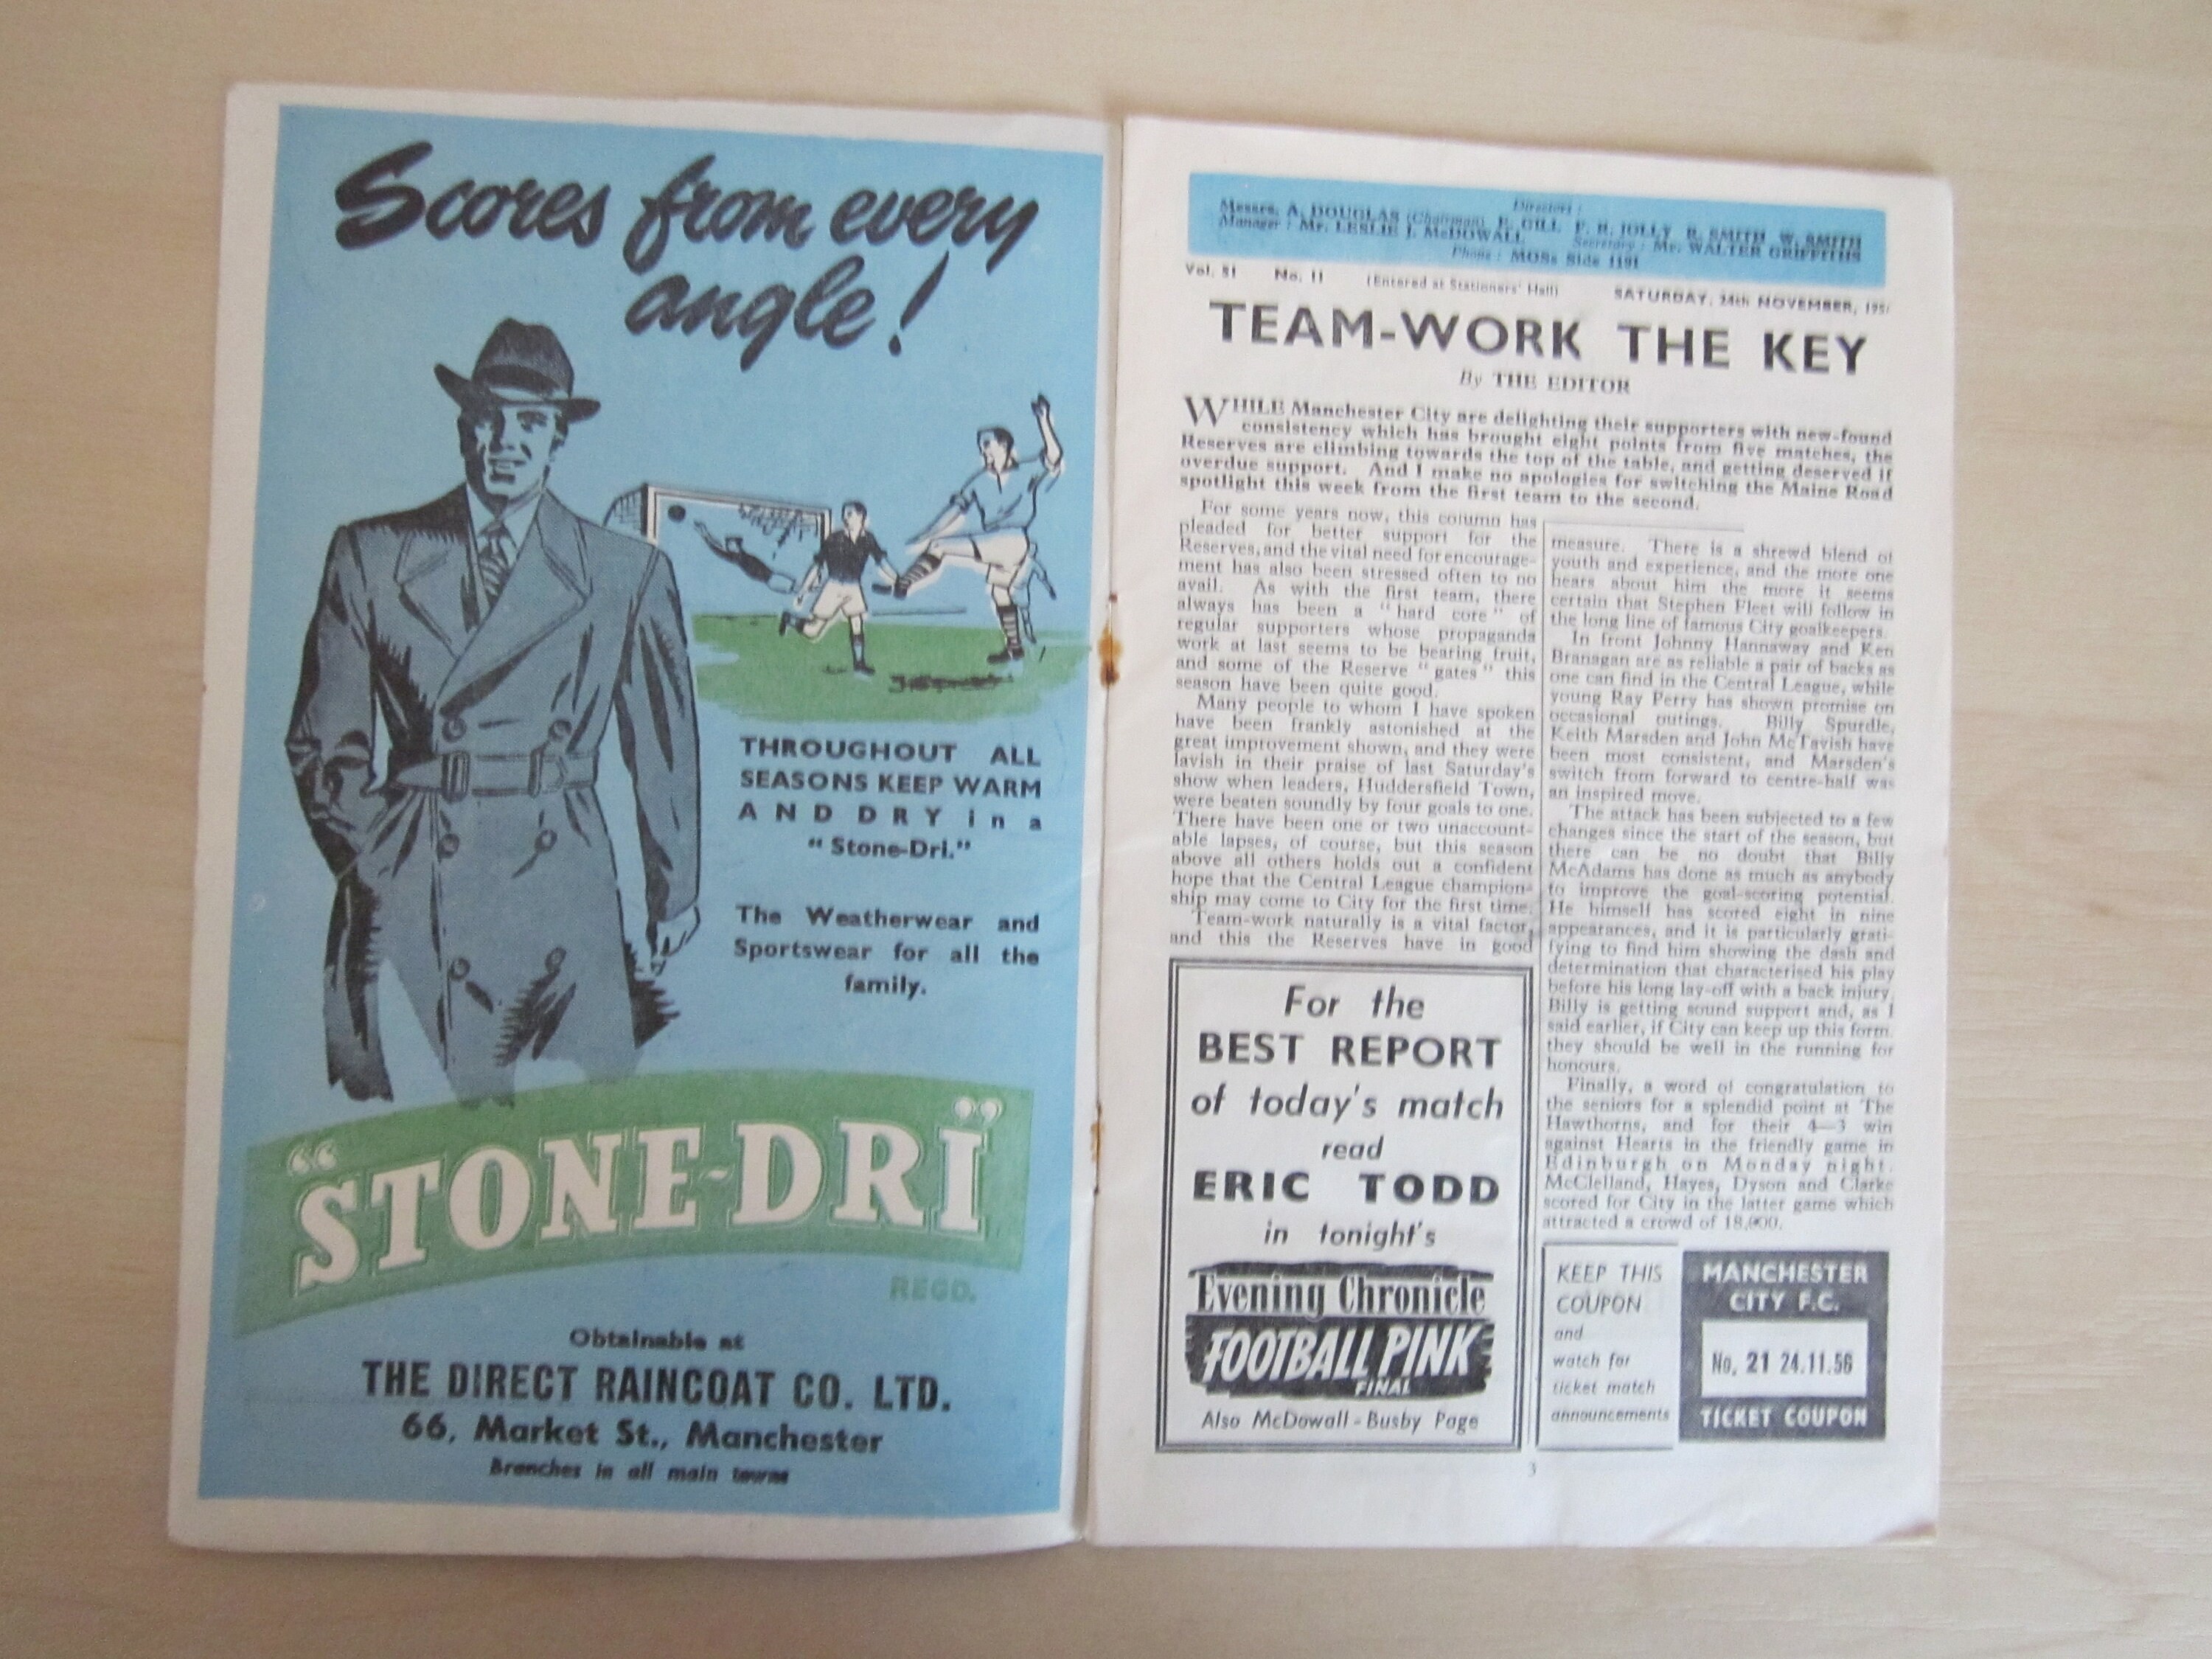 Scores from every
angle!
THROUGHOUT ALL
SEASONS KEEP WARM
AND DRY in a
"Stone-Dri."
The Weatherwear and
Sportswear for all the
family.
"STONE-DRI"
REGD.
Obtainable at
THE DIRECT RAINCOAT CO. LTD.
66, Market St., Manchester
Branches in all main towns
Directors:
Messrs. A. DOUGLAS (Chairman) E. GILL F. H. JOLLY R. SMITH W. SMITH
Manager: Mr. LESLIE J. McDOWALL Secretary: Mr. WALTER GRIFFITHS
Phone: MOSs Side 1191
Vol. 51 No. 11 (Entered at Stationers' Hall) SATURDAY, 24th NOVEMBER, 195
TEAM-WORK THE KEY
By THE EDITOR
WHILE Manchester City are delighting their supporters with new-found
consistency which has brought eight points from five matches, the
Reserves are climbing towards the top of the table, and getting deserved if
overdue support. And I make no apologies for switching the Maine Road
spotlight this week from the first team to the second.
For some years now, this column has
pleaded for better support for the
Reserves, and the vital need for encourage-
ment has also been stressed often to no
avail. As with the first team, there
always has been a "hard core" of
regular supporters whose propaganda
work at last seems to be bearing fruit,
and some of the Reserve "gates" this
season have been quite good.
Many people to whom I have spoken
have been frankly astonished at the
great improvement shown, and they were
lavish in their praise of last Saturday's
show when leaders, Huddersfield Town,
were beaten soundly by four goals to one.
There have been one or two unaccount-
able lapses, of course, but this season
above all others holds out a confident
hope that the Central League champion-
ship may come to City for the first time.
Team-work naturally is a vital factor,
and this the Reserves have in good
measure. There is a shrewd blend of
youth and experience, and the more one
hears about him the more it seems
certain that Stephen Fleet will follow in
the long line of famous City goalkeepers.
In front Johnny Hannaway and Ken
Branagan are as reliable a pair of backs as
one can find in the Central League, while
young Ray Perry has shown promise on
occasional outings. Billy Spurdle,
Keith Marsden and John McTavish have
been most consistent, and Marsden's
switch from forward to centre-half was
an inspired move.
The attack has been subjected to a few
changes since the start of the season, but
there can be no doubt that Billy
McAdams has done as much as anybody
to improve the goal-scoring potential.
He himself has scored eight in nine
appearances, and it is particularly grati-
fying to find him showing the dash and
determination that characterised his play
before his long lay-off with a back injury.
Billy is getting sound support and, as I
said earlier, if City can keep up this form,
they should be well in the running for
honours.
Finally, a word of congratulation to
the seniors for a splendid point at The
Hawthorns, and for their 4—3 win
against Hearts in the friendly game in
Edinburgh on Monday night.
McClelland, Hayes, Dyson and Clarke
scored for City in the latter game which
attracted a crowd of 18,000.
For the
BEST REPORT
of today's match
read
ERIC TODD
in tonight's
Evening Chronicle
FOOTBALL PINK
FINAL
Also McDowall - Busby Page
KEEP THIS
COUPON
and
watch for
ticket match
announcements
MANCHESTER
CITY F.C.
No. 21 24.11.56
TICKET COUPON
3